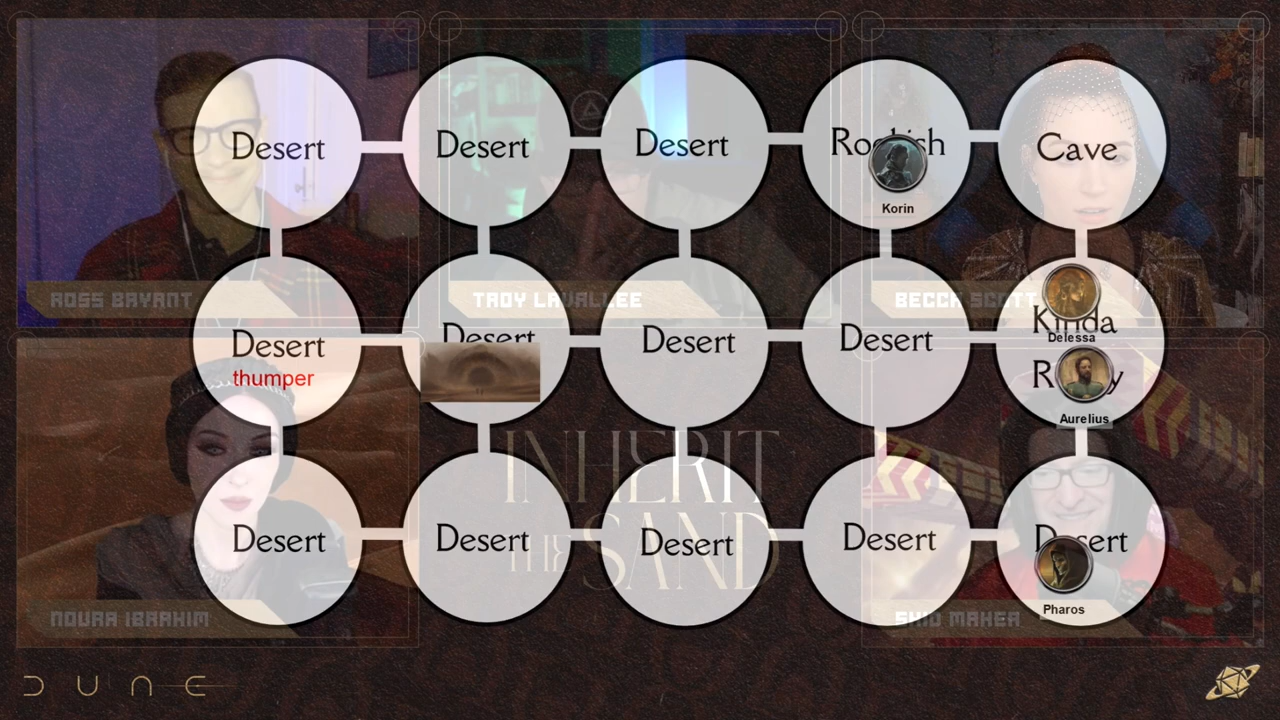 Desert
Desert
Desert
Rockish
Cave
Korin
ROSS BRYANT
TROY LAVALLEE
BECCA SCOTT
Desert
thumper
Desert
Desert
Desert
Kinda
Delessa
Aurelius
INHERIT
THE SAND
Desert
Desert
Desert
Desert
Desert
Pharos
NOURA IBRAHIM
DUNE